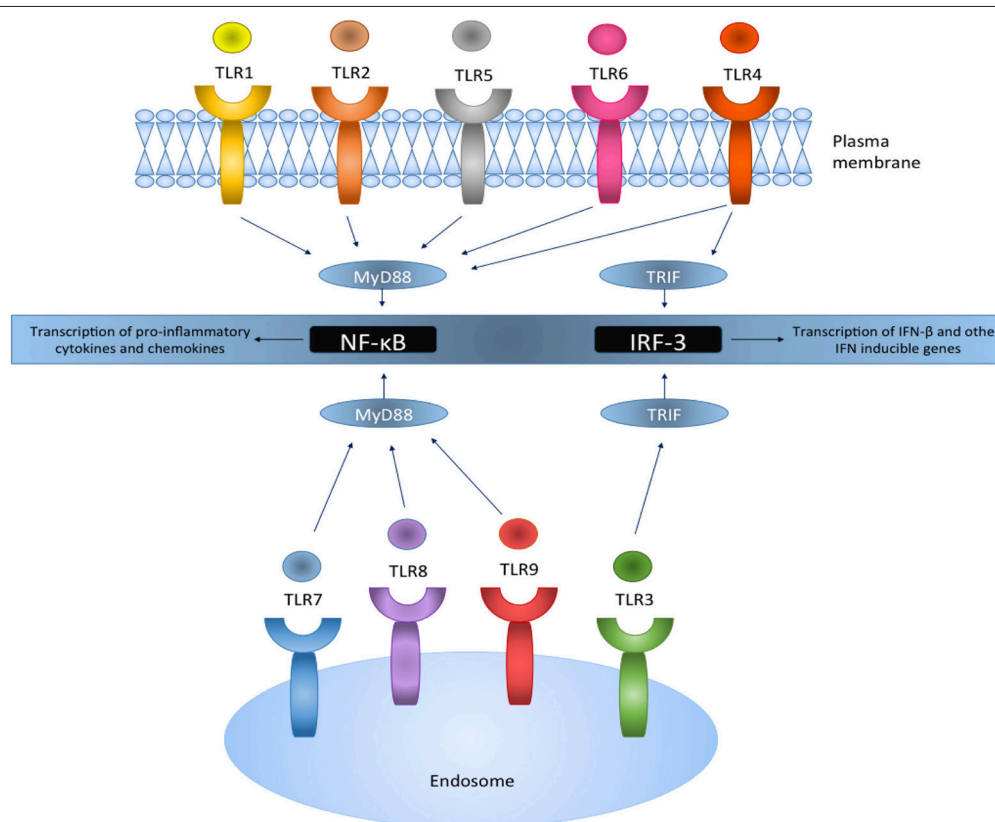 TLR1
TLR2
TLR5
TLR6
TLR4
Plasma
membrane
MyD88
TRIF
Transcription of pro-inflammatory
cytokines and chemokines
NF-κB
IRF-3
Transcription of IFN-β and othe
IFN inducible genes
MyD88
TRIF
TLR7
TLR8
TLR9
TLR3
Endosome